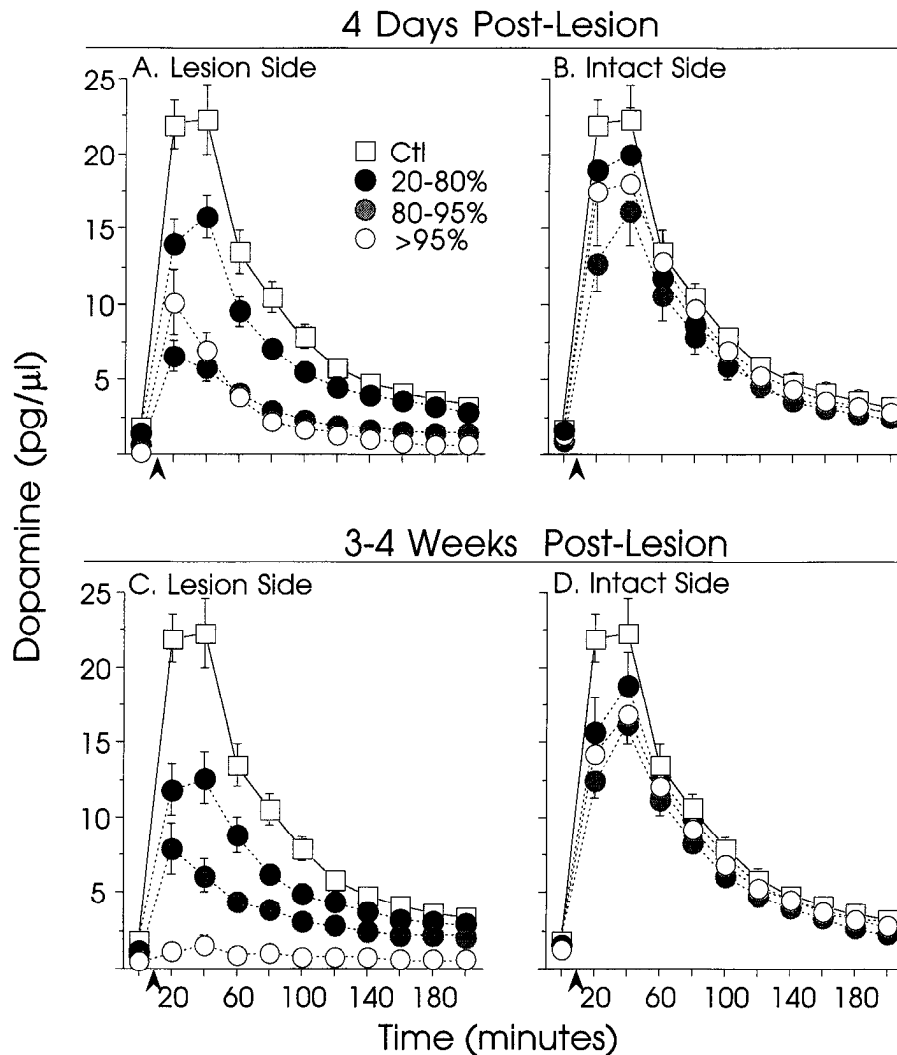 4 Days Post-Lesion
A. Lesion Side
B. Intact Side
25
20
15
10
5
Ctl
20-80%
80-95%
>95%
Dopamine (pg/µl)
3-4 Weeks Post-Lesion
C. Lesion Side
D. Intact Side
25
20
15
10
5
20 60 100 140 200
20 60 100 140 200
Time (minutes)